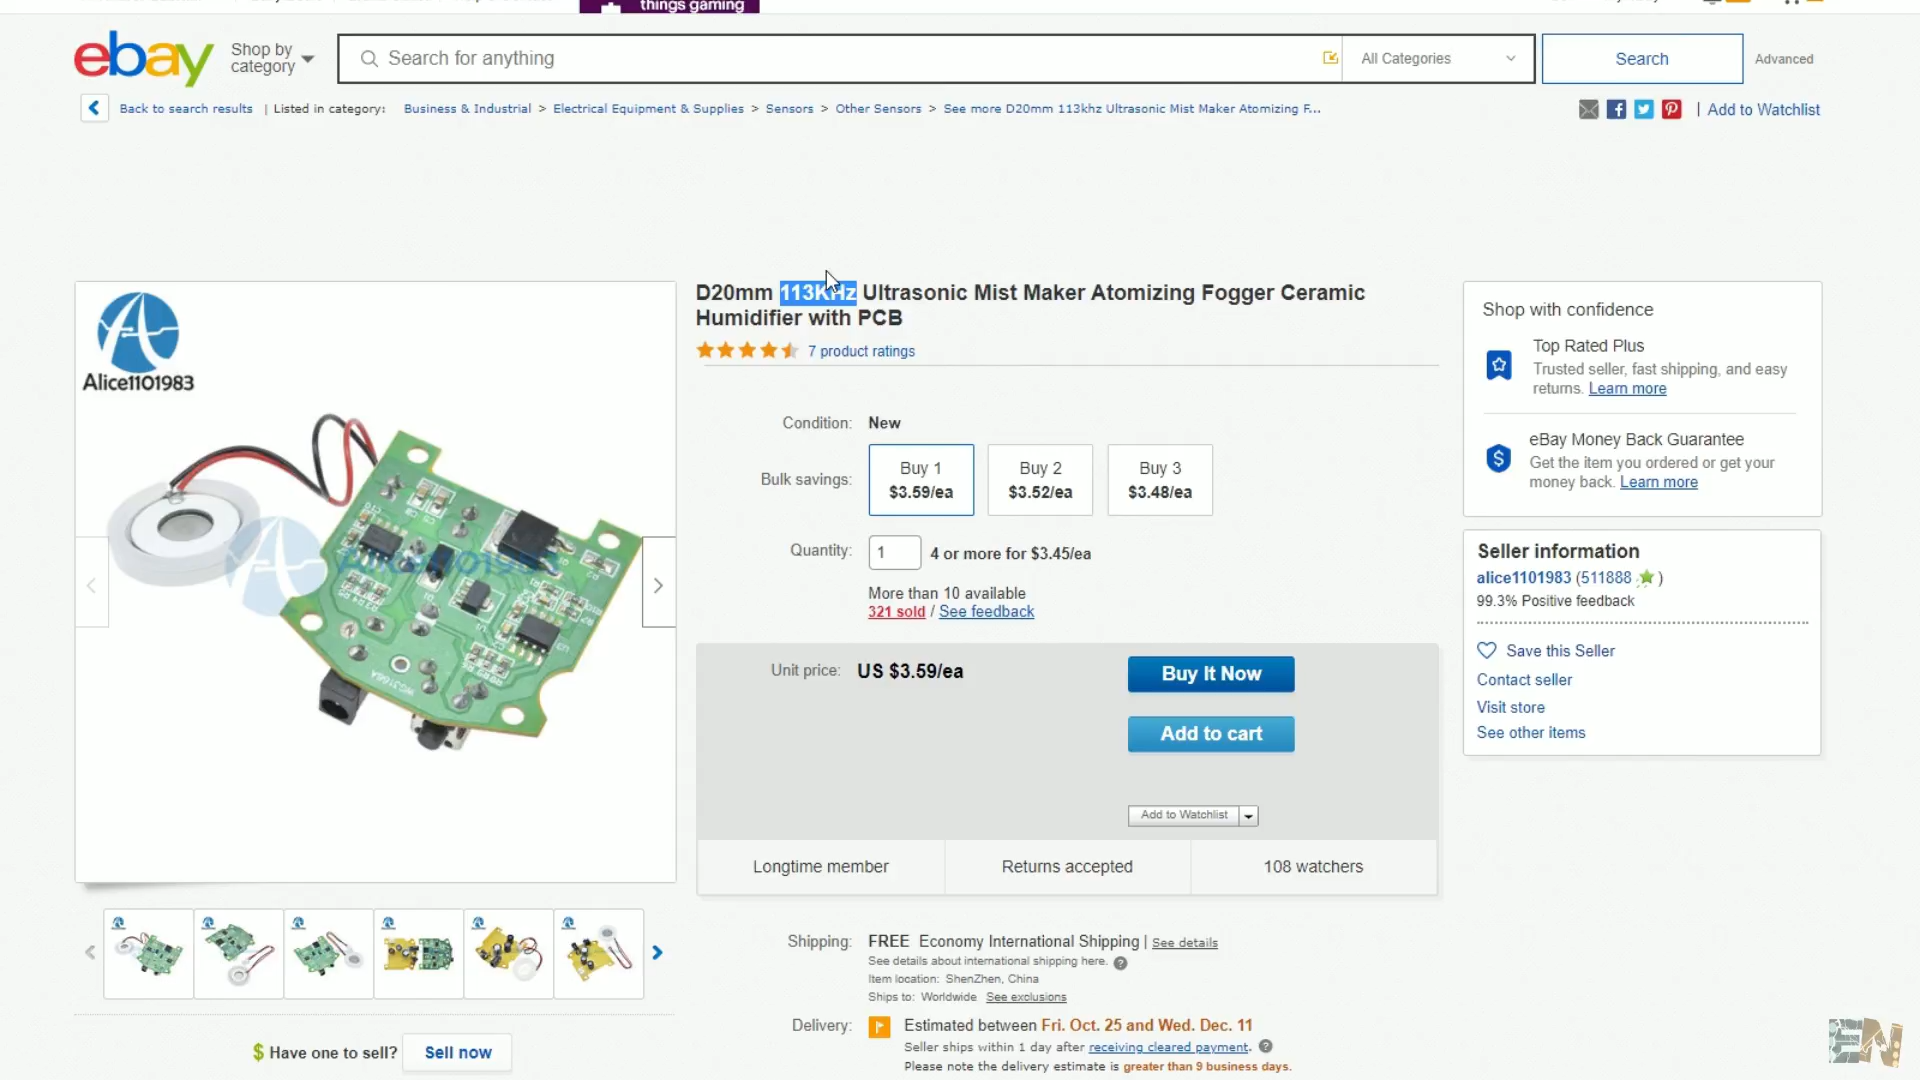 things gaming
ebay
Shop by
category
Search for anything
All Categories
Search
Advanced
Back to search results | Listed in category: Business & Industrial > Electrical Equipment & Supplies > Sensors > Other Sensors > See more D20mm 113khz Ultrasonic Mist Maker Atomizing F...
| Add to Watchlist
D20mm 113KHz Ultrasonic Mist Maker Atomizing Fogger Ceramic
Humidifier with PCB
7 product ratings
Alice1101983
Condition: New
Bulk savings:
Buy 1
$3.59/ea
Buy 2
$3.52/ea
Buy 3
$3.48/ea
Quantity: 1 4 or more for $3.45/ea
More than 10 available
321 sold / See feedback
Unit price: US $3.59/ea
Buy It Now
Add to cart
Add to Watchlist
Longtime member
Returns accepted
108 watchers
Shipping: FREE Economy International Shipping | See details
See details about international shipping here.
Item location: ShenZhen, China
Ships to: Worldwide See exclusions
Delivery: Estimated between Fri. Oct. 25 and Wed. Dec. 11
Seller ships within 1 day after receiving cleared payment.
Please note the delivery estimate is greater than 9 business days.
Shop with confidence
Top Rated Plus
Trusted seller, fast shipping, and easy
returns. Learn more
eBay Money Back Guarantee
Get the item you ordered or get your
money back. Learn more
Seller information
alice1101983 (511888)
99.3% Positive feedback
Save this Seller
Contact seller
Visit store
See other items
$ Have one to sell? Sell now
EN